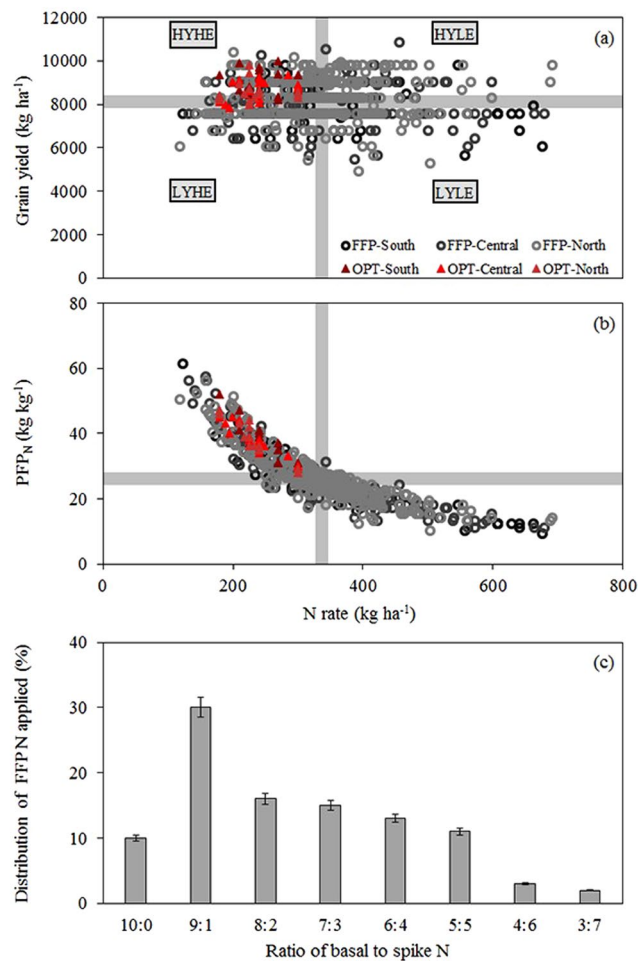 (a)
HYHE
HYLE
LYHE
LYLE
Grain yield (kg ha-1)
12000
10000
8000
6000
4000
2000
0
FFP-South
FFP-Central
FFP-North
OPT-South
OPT-Central
OPT-North
(b)
PFPN (kg kg-1)
80
60
40
20
0
0
200
400
600
800
N rate (kg ha-1)
(c)
Distribution of FFP N applied (%)
40
30
20
10
0
10:0
9:1
8:2
7:3
6:4
5:5
4:6
3:7
Ratio of basal to spike N